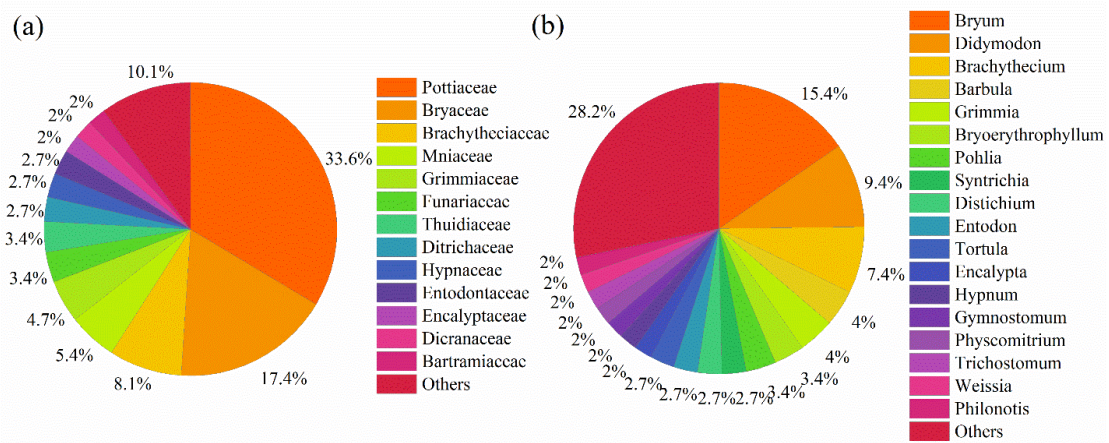 (a)
10.1%
2%
2%
2%
2.7%
2.7%
2.7%
3.4%
3.4%
4.7%
5.4%
8.1%
17.4%
33.6%
Pottiaceae
Bryaceae
Brachytheciaccac
Mniaceae
Grimmiaceae
Funariaccac
Thuidiaceae
Ditrichaceae
Hypnaceae
Entodontaceae
Encalyptaceae
Dicranaceae
Bartramiaccac
Others
(b)
28.2%
15.4%
9.4%
7.4%
4%
4%
3.4%
3.4%
2.7%
2.7%
2.7%
2.7%
2%
2%
2%
2%
2%
2%
2%
Bryum
Didymodon
Brachythecium
Barbula
Grimmia
Bryoerythrophyllum
Pohlia
Syntrichia
Distichium
Entodon
Tortula
Encalypta
Hypnum
Gymnostomum
Physcomitrium
Trichostomum
Weissia
Philonotis
Others